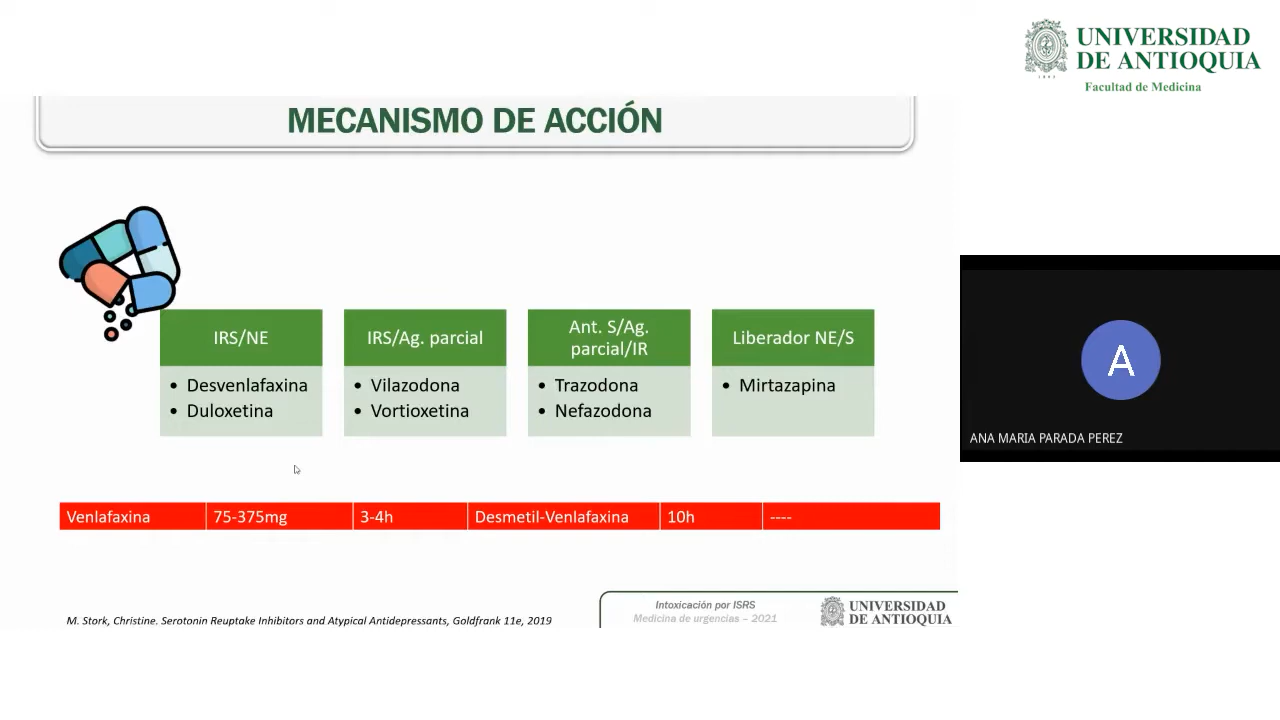 UNIVERSIDAD
DE ANTIOQUIA
1803
Facultad de Medicina
MECANISMO DE ACCIÓN
IRS/NE
• Desvenlafaxina
• Duloxetina
IRS/Ag. parcial
• Vilazodona
• Vortioxetina
Ant. S/Ag.
parcial/IR
• Trazodona
• Nefazodona
Liberador NE/S
• Mirtazapina
A
ANA MARIA PARADA PEREZ
Venlafaxina 75-375mg 3-4h Desmetil-Venlafaxina 10h ----
M. Stork, Christine. Serotonin Reuptake Inhibitors and Atypical Antidepressants, Goldfrank 11e, 2019
Intoxicación por ISRS
Medicina de urgencias – 2021
UNIVERSIDAD
DE ANTIOQUIA